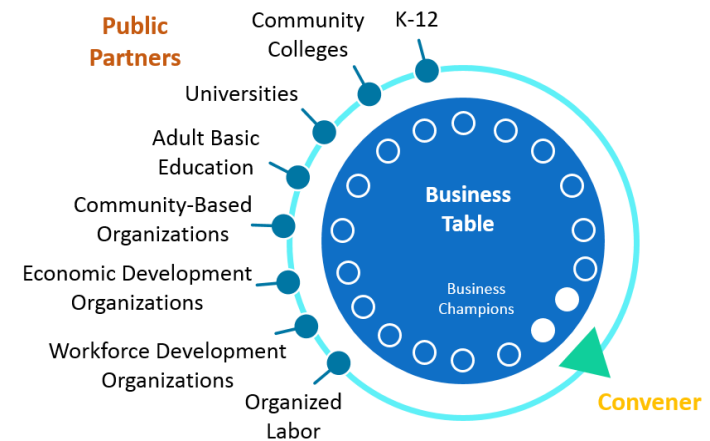 Public
Partners
Community
Colleges
K-12
Universities
Adult Basic
Education
Community-Based
Organizations
Economic Development
Organizations
Workforce Development
Organizations
Organized
Labor
Business
Table
Business
Champions
Convener